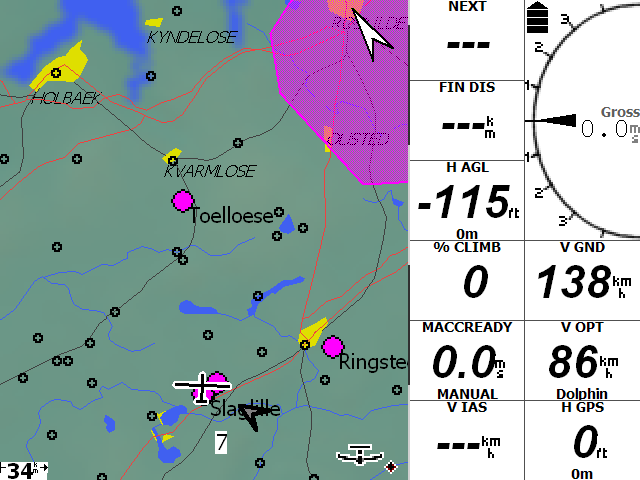 KYNDELOSE
HOLBAEK
OLSTED
KVARMLOSE
Toelloese
Ringste
Slaglille
7
34
NEXT
---
FIN DIS
--- k m
H AGL
-115 ft
0m
% CLIMB
0
V GND
138 km h
MACCREADY
0.0 m s
MANUAL
V OPT
86 km h
Dolphin
V IAS
--- km h
H GPS
0 ft
0m
3
2
1
Gross
0.0 m
1
2
3